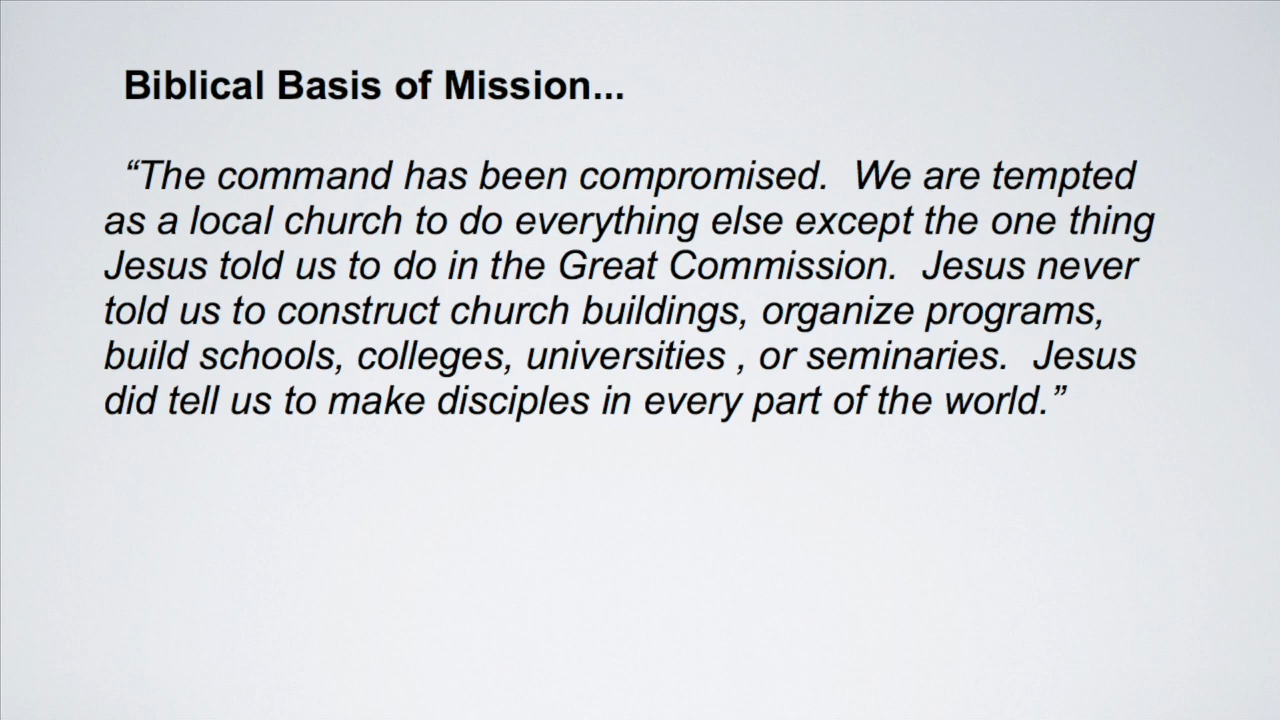 Biblical Basis of Mission...
“The command has been compromised.  We are tempted
as a local church to do everything else except the one thing
Jesus told us to do in the Great Commission.  Jesus never
told us to construct church buildings, organize programs,
build schools, colleges, universities , or seminaries.  Jesus
did tell us to make disciples in every part of the world.”